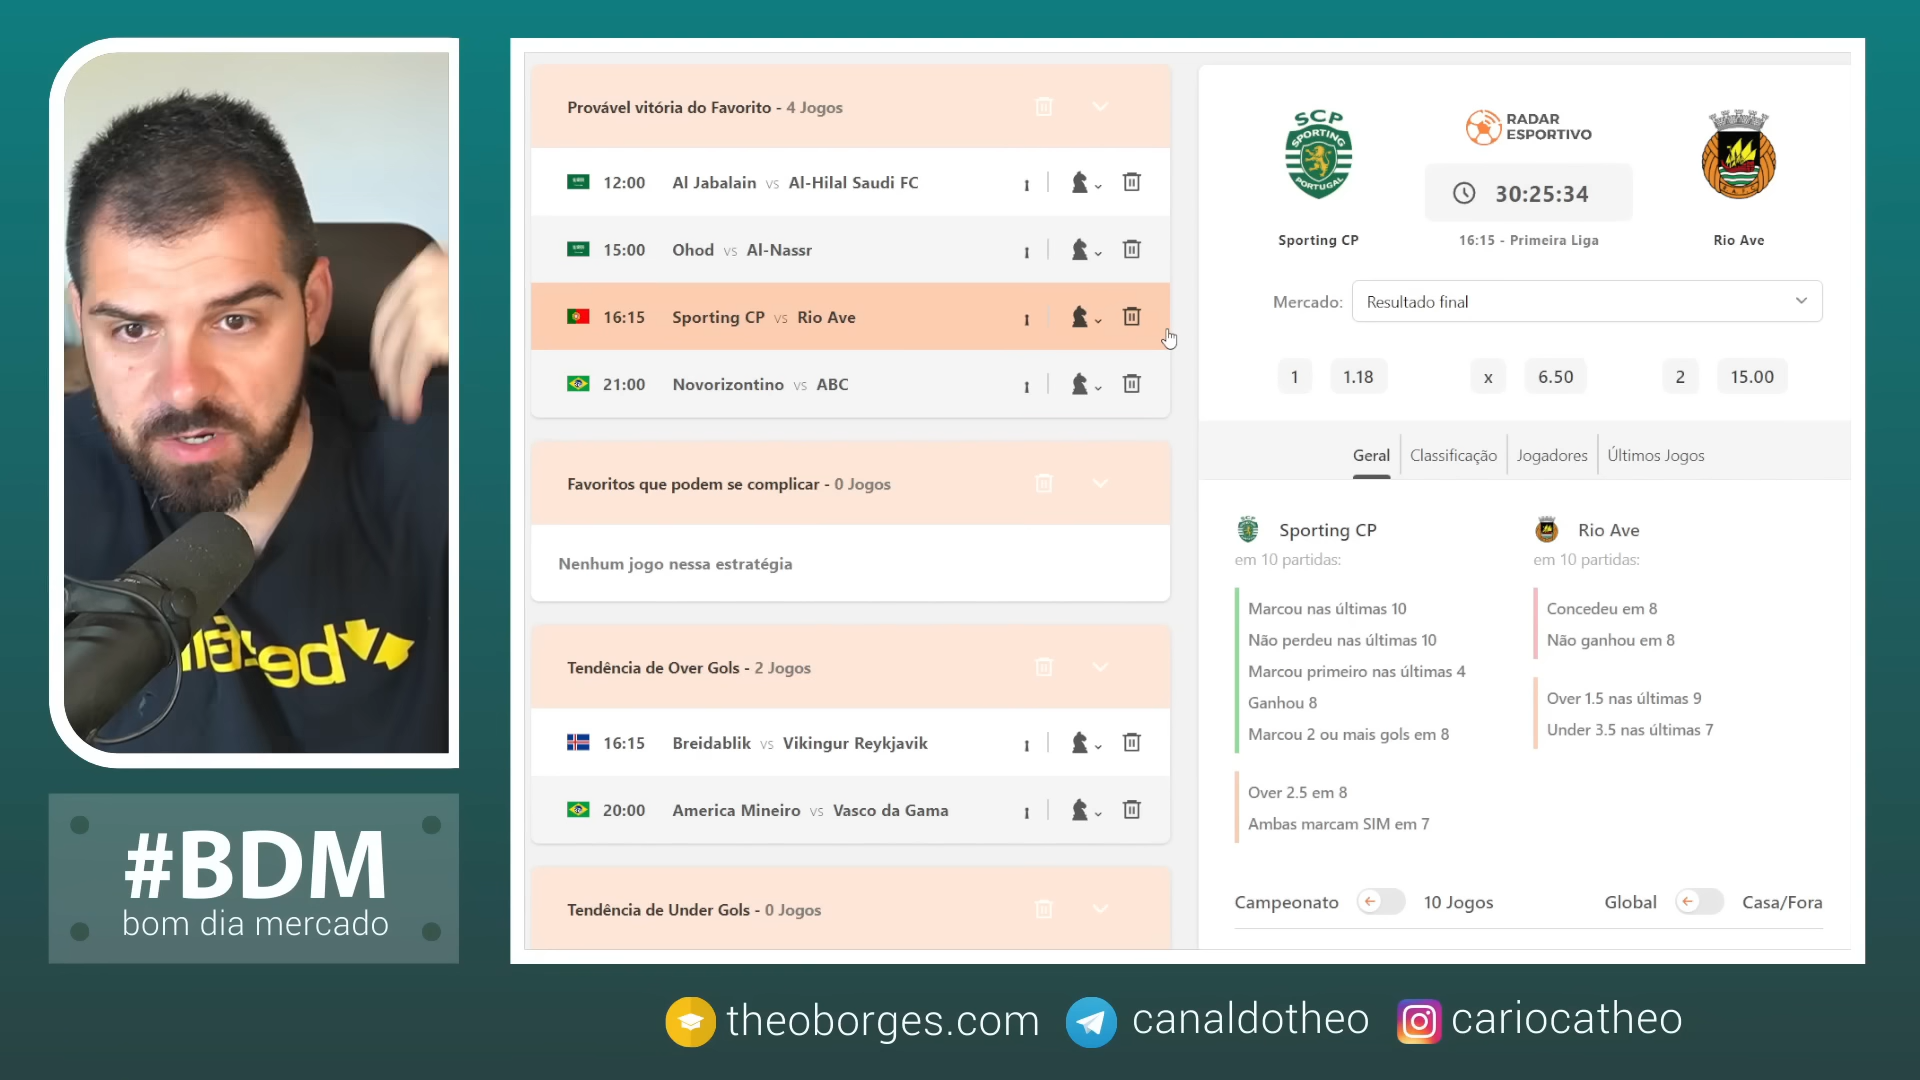 #BDM
bom dia mercado
Provável vitória do Favorito - 4 Jogos
12:00 Al Jabalain vs Al-Hilal Saudi FC
15:00 Ohod vs Al-Nassr
16:15 Sporting CP vs Rio Ave
21:00 Novorizontino vs ABC
Favoritos que podem se complicar - 0 Jogos
Nenhum jogo nessa estratégia
Tendência de Over Gols - 2 Jogos
16:15 Breidablik vs Vikingur Reykjavik
20:00 America Mineiro vs Vasco da Gama
Tendência de Under Gols - 0 Jogos
SCP
SPORTING
PORTUGAL
RADAR
ESPORTIVO
30:25:34
Sporting CP
16:15 - Primeira Liga
Rio Ave
Mercado: Resultado final
1 1.18 x 6.50 2 15.00
Geral Classificação Jogadores Últimos Jogos
Sporting CP
em 10 partidas:
Marcou nas últimas 10
Não perdeu nas últimas 10
Marcou primeiro nas últimas 4
Ganhou 8
Marcou 2 ou mais gols em 8
Over 2.5 em 8
Ambas marcam SIM em 7
Rio Ave
em 10 partidas:
Concedeu em 8
Não ganhou em 8
Over 1.5 nas últimas 9
Under 3.5 nas últimas 7
Campeonato 10 Jogos Global Casa/Fora
theoborges.com canaldotheo cariocatheo